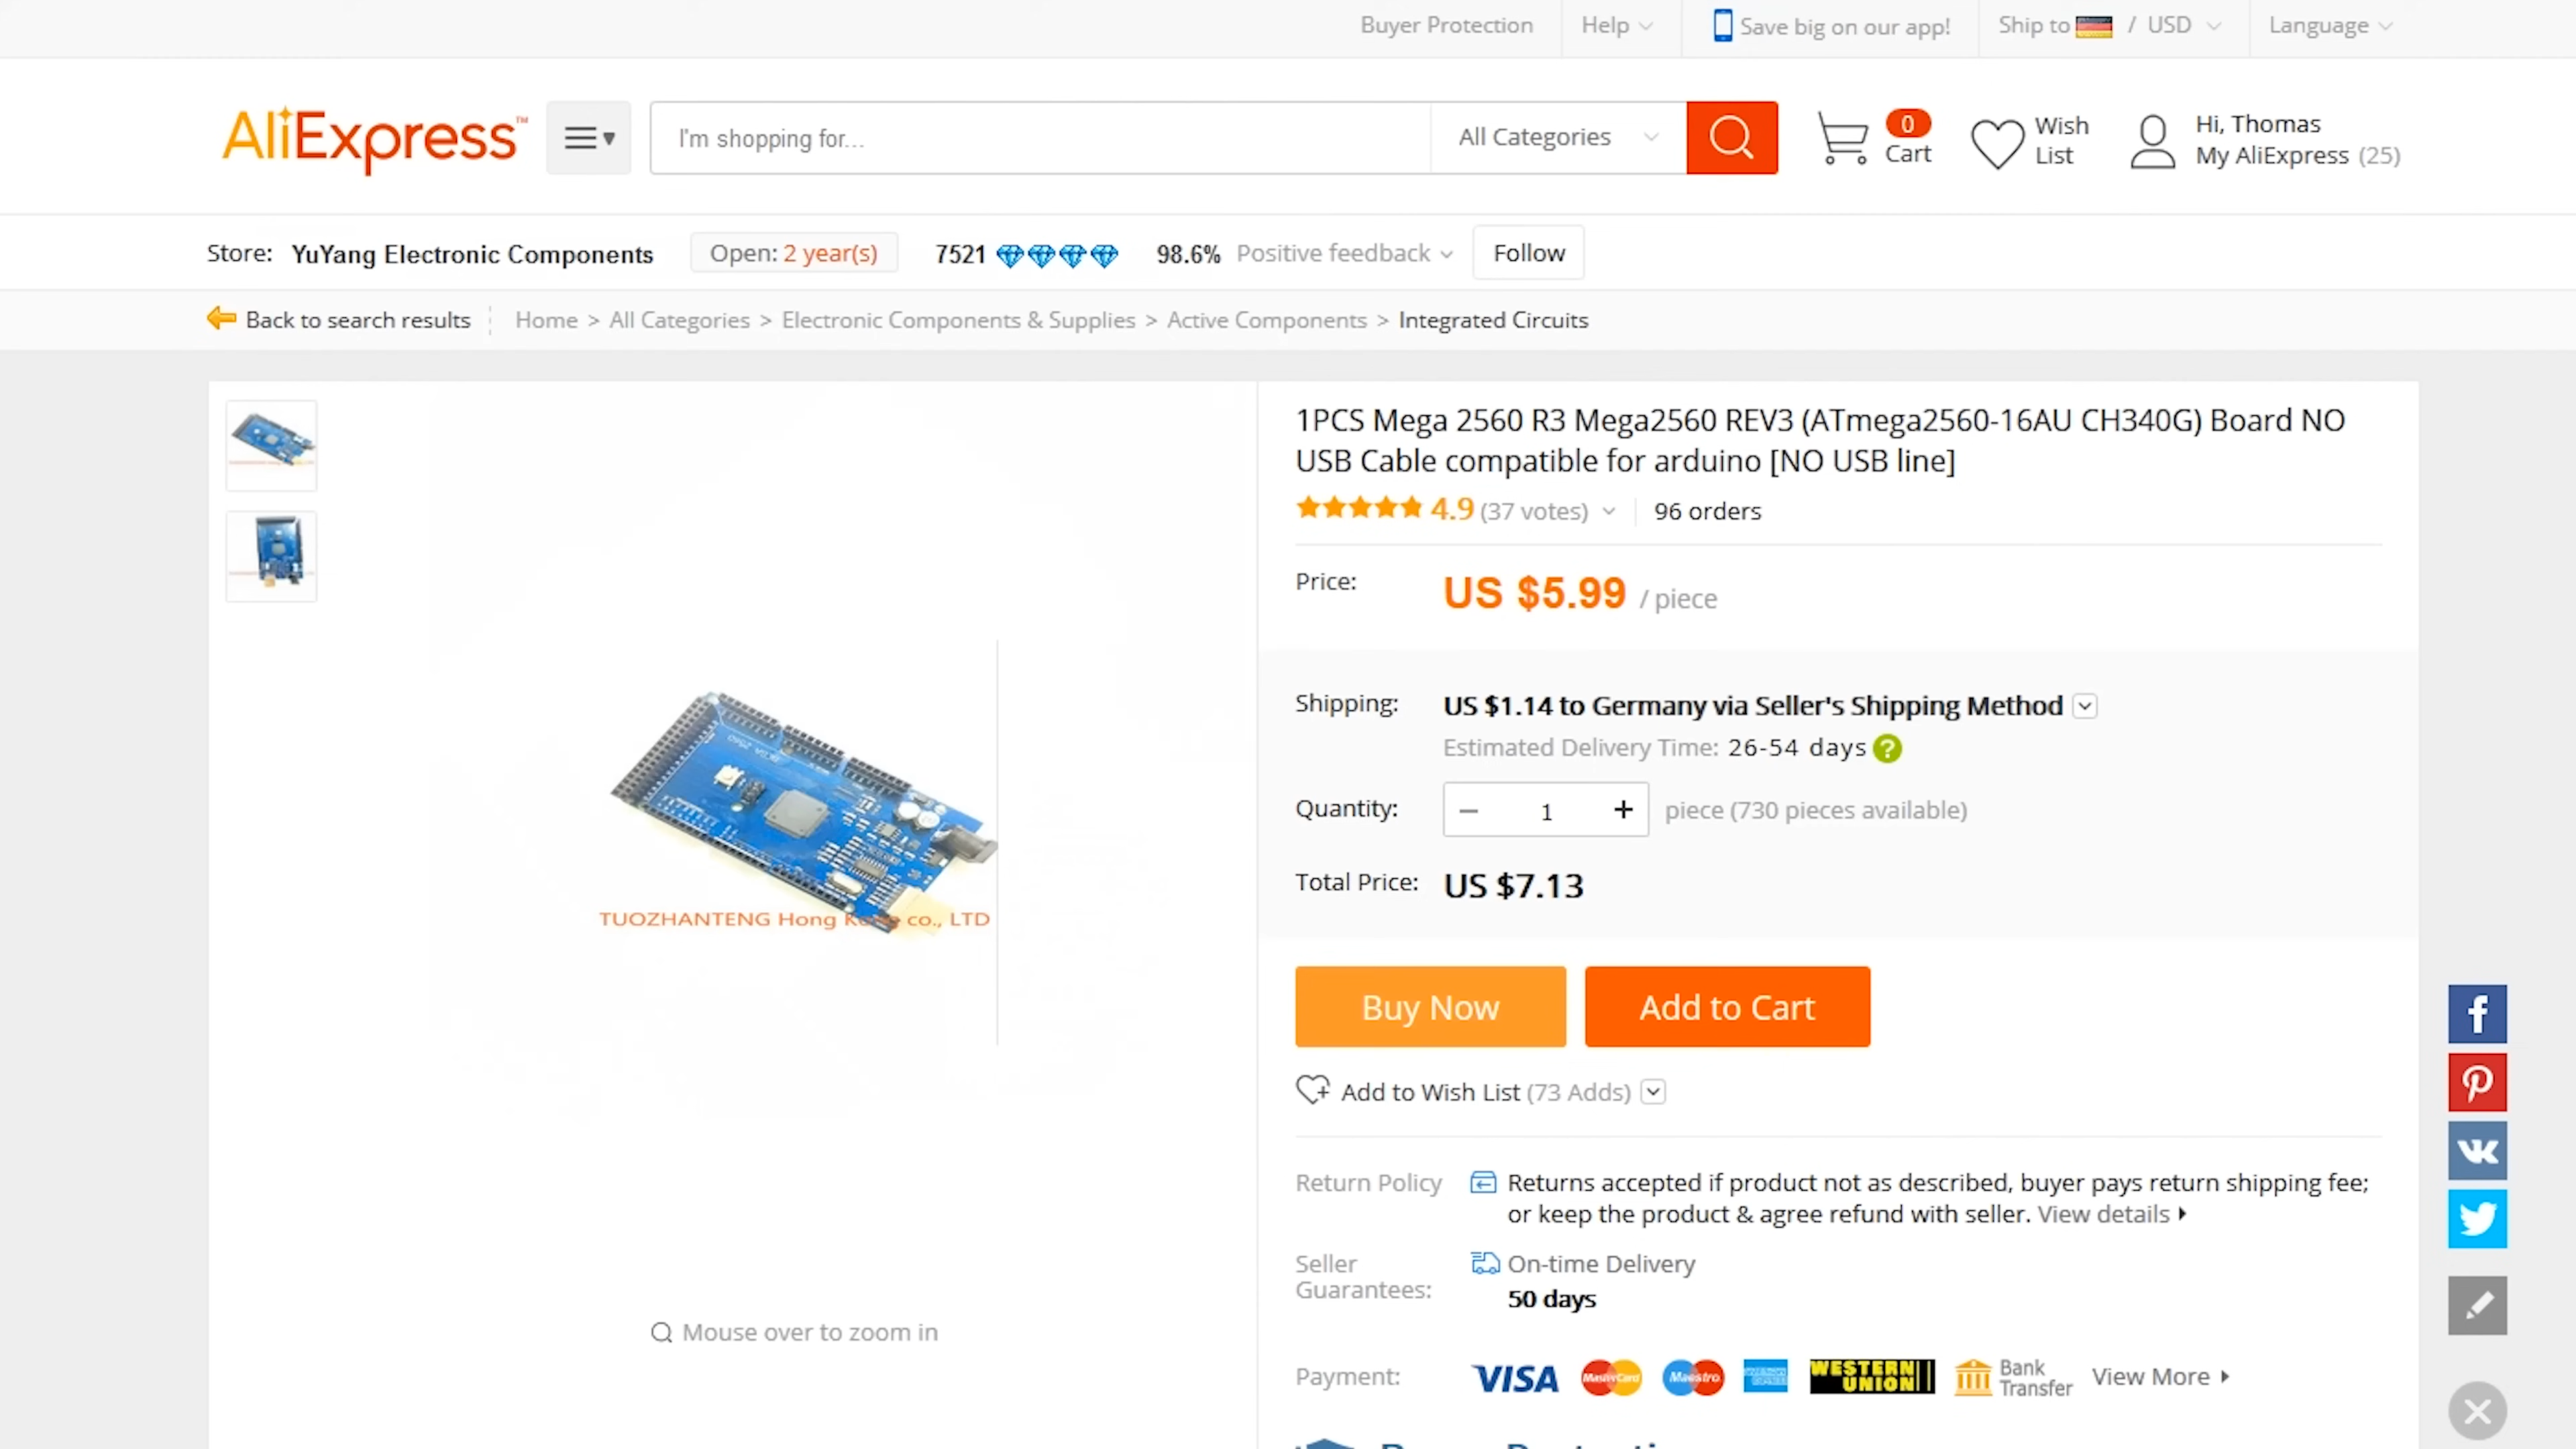 Buyer Protection
Help
Save big on our app!
Ship to / USD
Language
AliExpress™
I'm shopping for...
All Categories
0
Cart
Wish
List
Hi, Thomas
My AliExpress (25)
Store: YuYang Electronic Components
Open: 2 year(s)
7521
98.6% Positive feedback
Follow
Back to search results
Home > All Categories > Electronic Components & Supplies > Active Components > Integrated Circuits
1PCS Mega 2560 R3 Mega2560 REV3 (ATmega2560-16AU CH340G) Board NO
USB Cable compatible for arduino [NO USB line]
4.9 (37 votes)
96 orders
Price: US $5.99 / piece
Shipping: US $1.14 to Germany via Seller's Shipping Method
Estimated Delivery Time: 26-54 days
Quantity: 1 piece (730 pieces available)
Total Price: US $7.13
TUOZHANTENG Hong Kong co., LTD
Buy Now
Add to Cart
Add to Wish List (73 Adds)
Return Policy
Returns accepted if product not as described, buyer pays return shipping fee;
or keep the product & agree refund with seller. View details
Seller
Guarantees:
On-time Delivery
50 days
Mouse over to zoom in
Payment:
VISA
MasterCard
Maestro
WESTERN
UNION
Bank
Transfer
View More